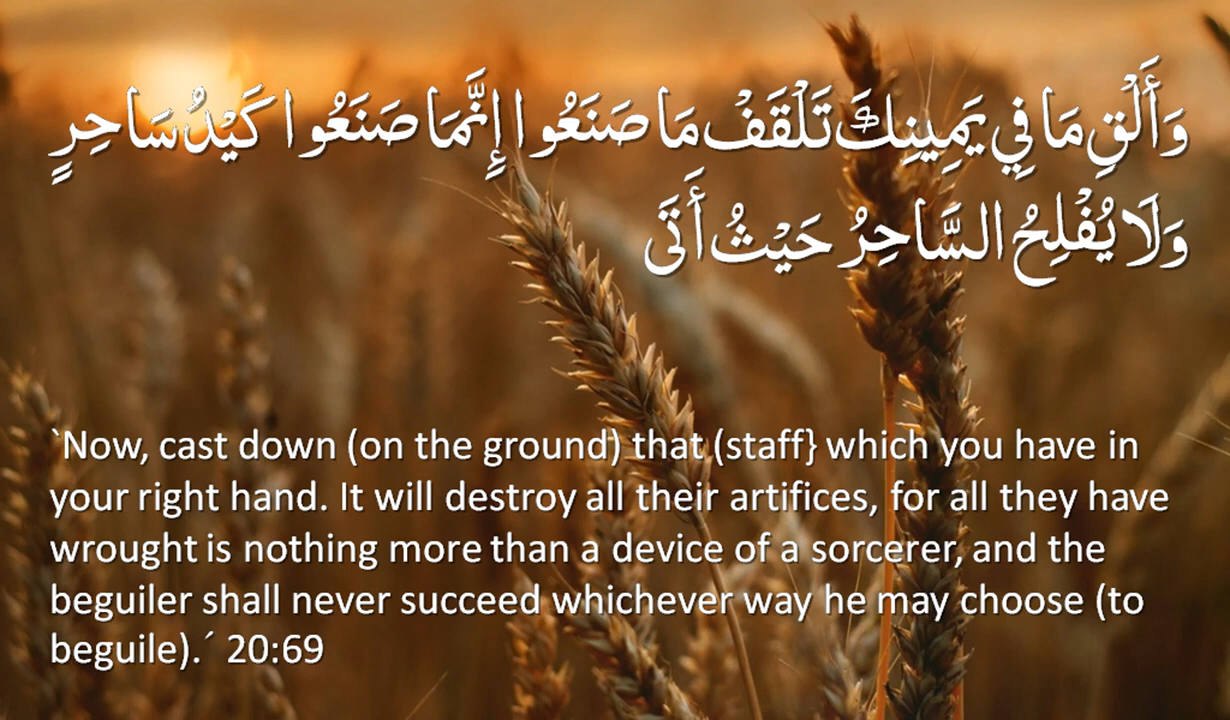 وَأَلْقِ مَا فِي يَمِينِكَ تَلْقَفْ مَا صَنَعُوا إِنَّمَا صَنَعُوا كَيْدُ سَاحِرٍ
وَلَا يُفْلِحُ السَّاحِرُ حَيْثُ أَتَى
`Now, cast down (on the ground) that (staff} which you have in
your right hand. It will destroy all their artifices, for all they have
wrought is nothing more than a device of a sorcerer, and the
beguiler shall never succeed whichever way he may choose (to
beguile).´ 20:69